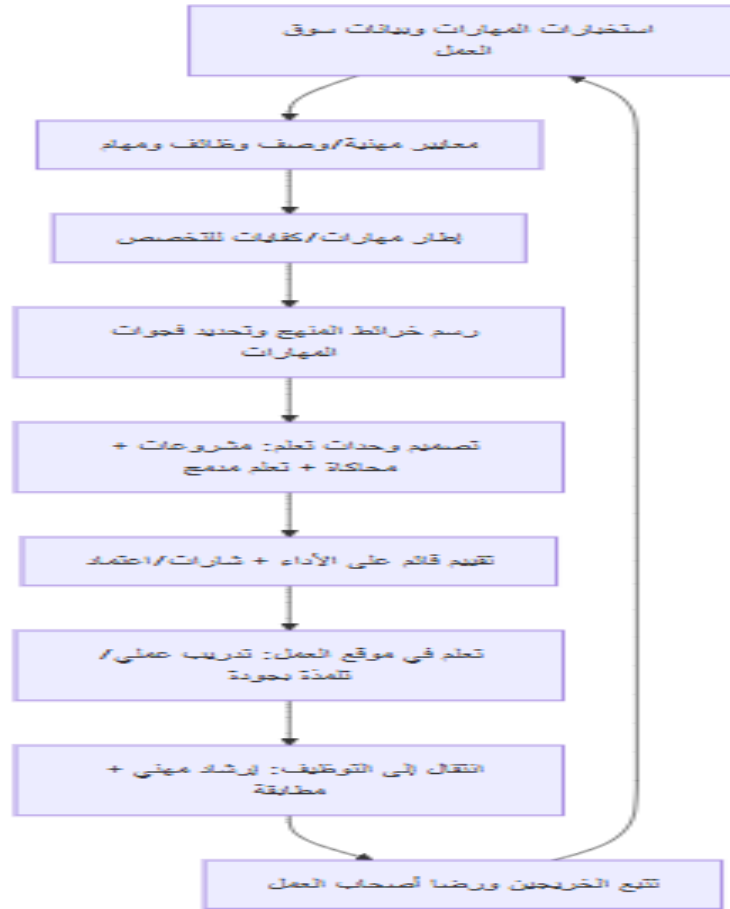 استخبارات المهارات وبيانات سوق
العمل
معايير مهنية/وصف وظائف ومهام
إطار مهارات/كفايات للتخصص
رسم خرائط المنهج وتحديد فجوات
المهارات
تصميم وحدات تعلم: مشروعات +
محاكاة + تعلم مدمج
تقييم قائم على الأداء + شارات/اعتماد
تعلم في موقع العمل: تدريب عملي/
تلمذة بجودة
انتقال إلى التوظيف: إرشاد مهني +
مطابقة
تتبع الخريجين ورضا أصحاب العمل